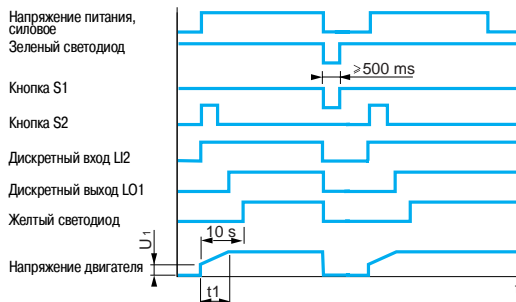 Напряжение питания,
силовое
Зеленый светодиод
≥500 ms
Кнопка S1
Кнопка S2
Дискретный вход LI2
Дискретный выход LO1
Желтый светодиод
10 s
U1
Напряжение двигателя
t1